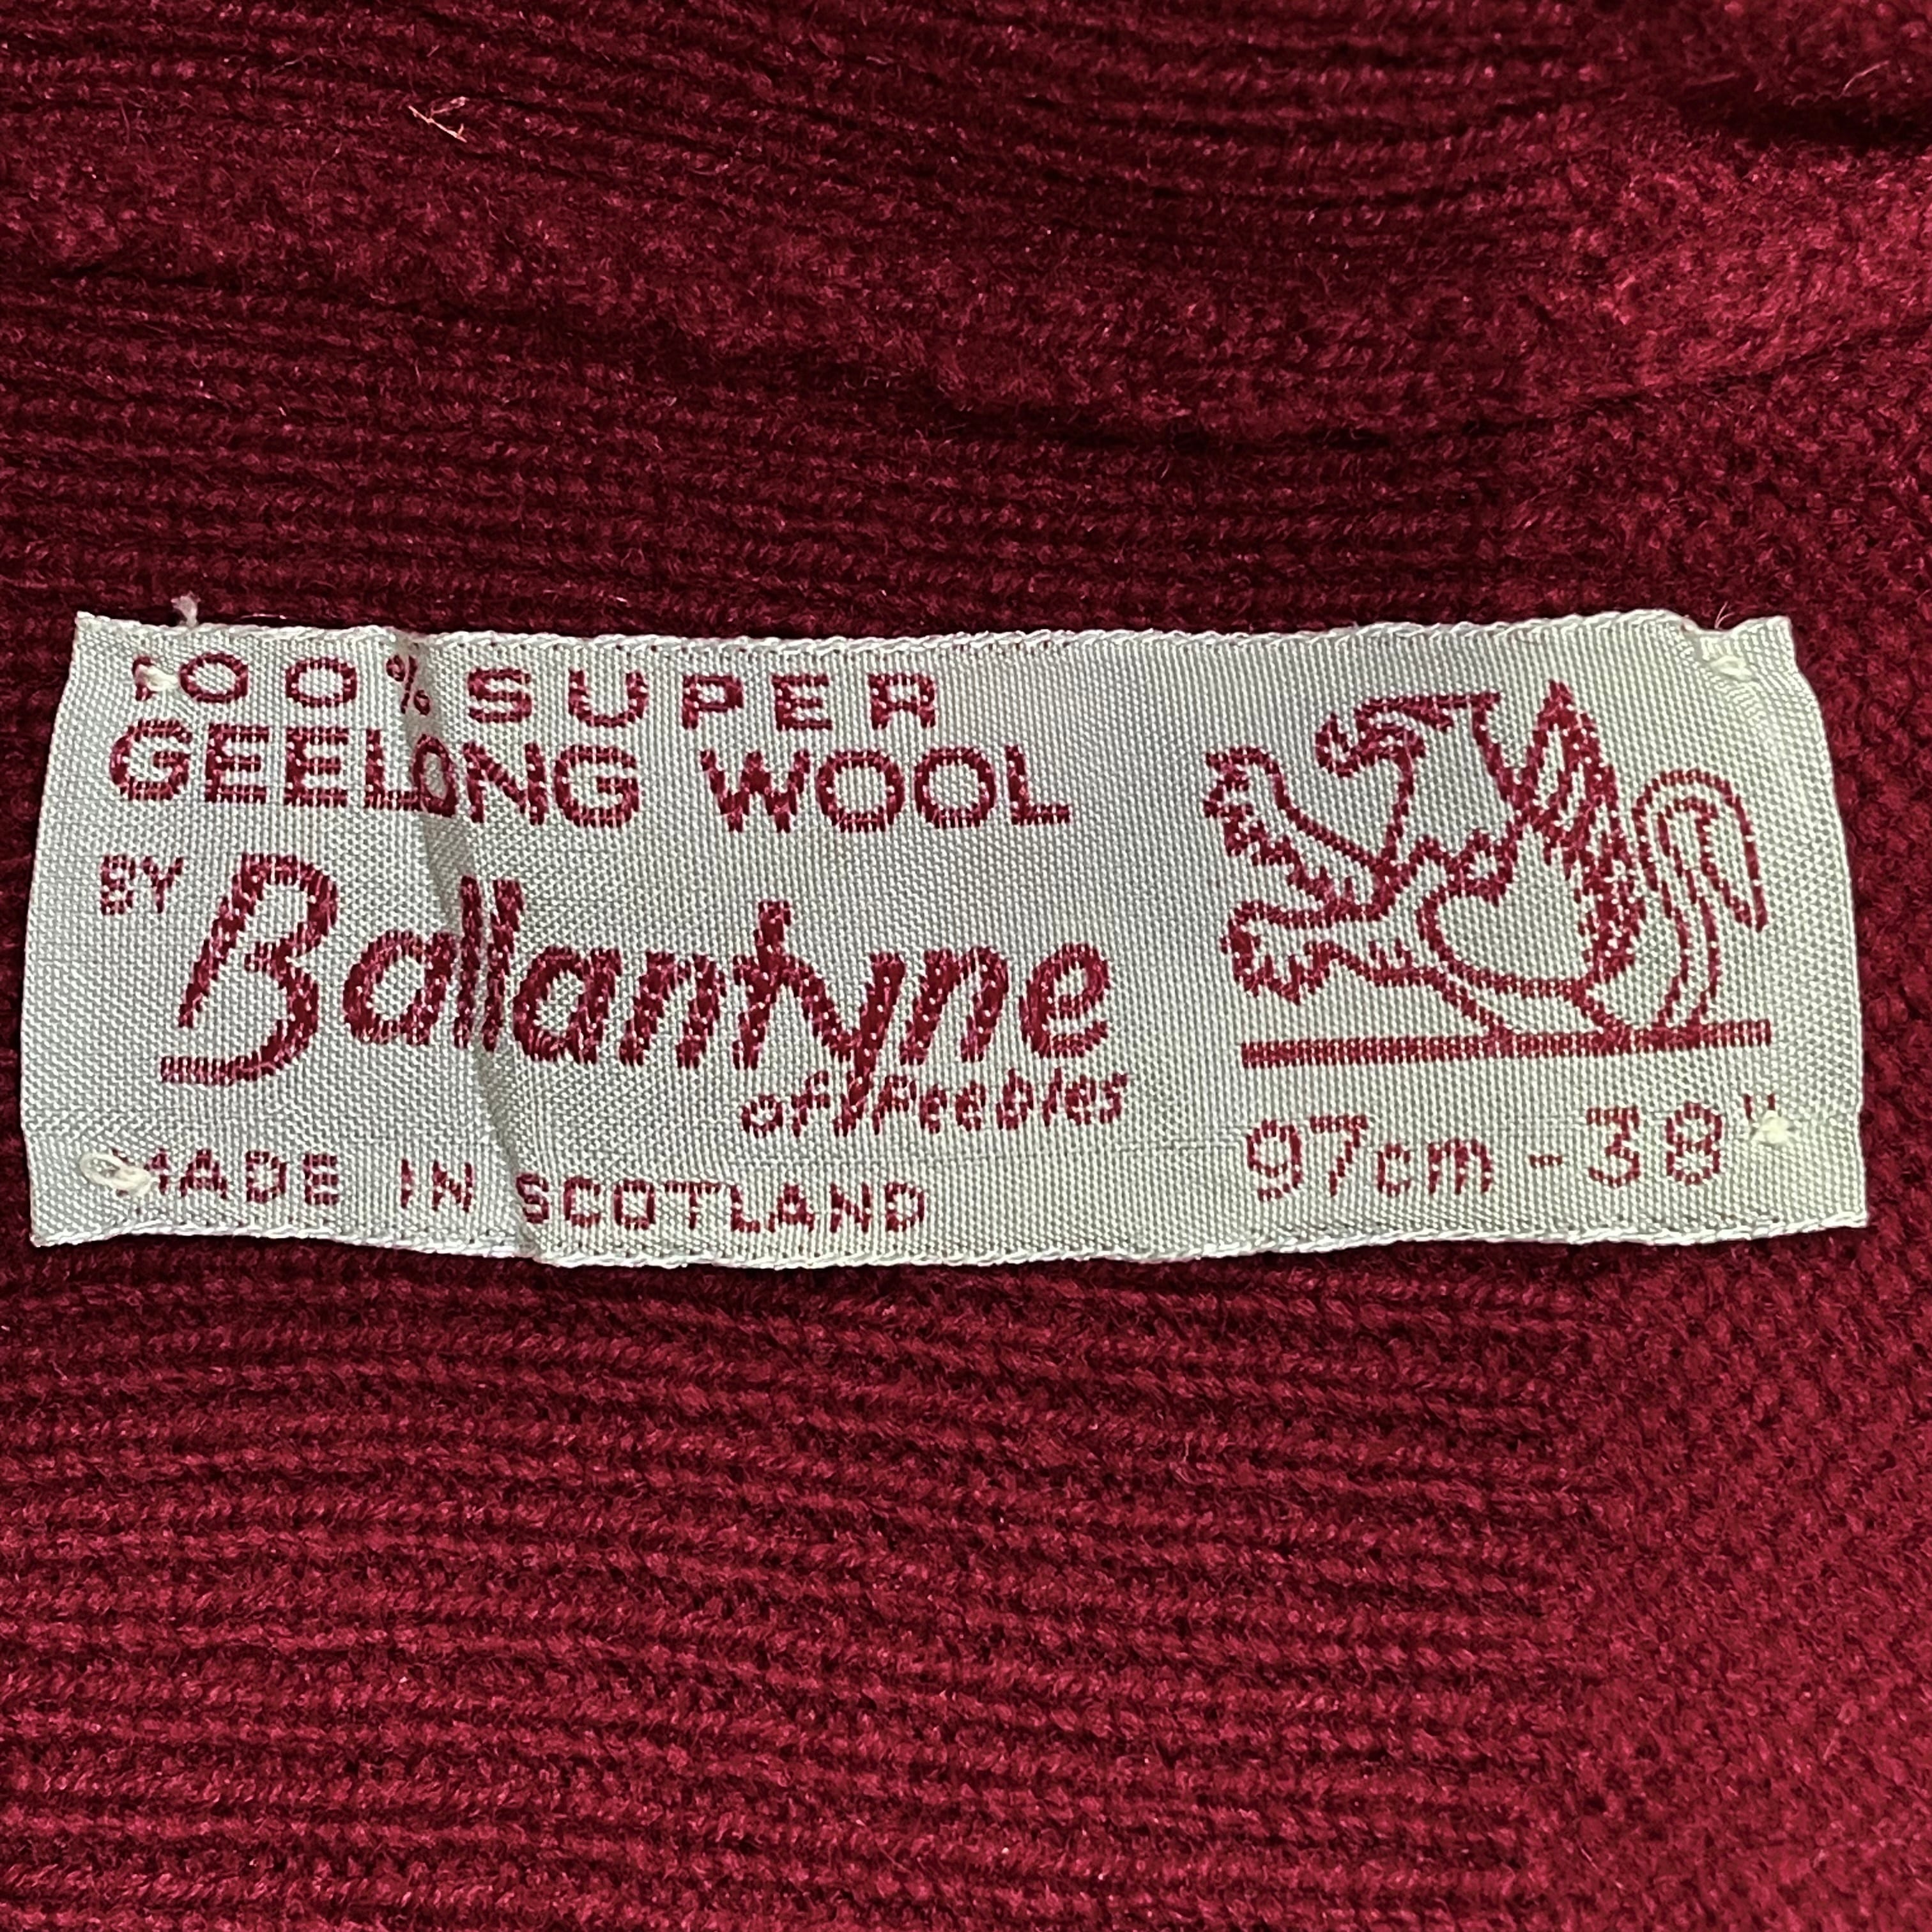 100% SUPER
GEELONG WOOL
BY Ballantyne
of Peebles
MADE IN SCOTLAND
97cm - 38"